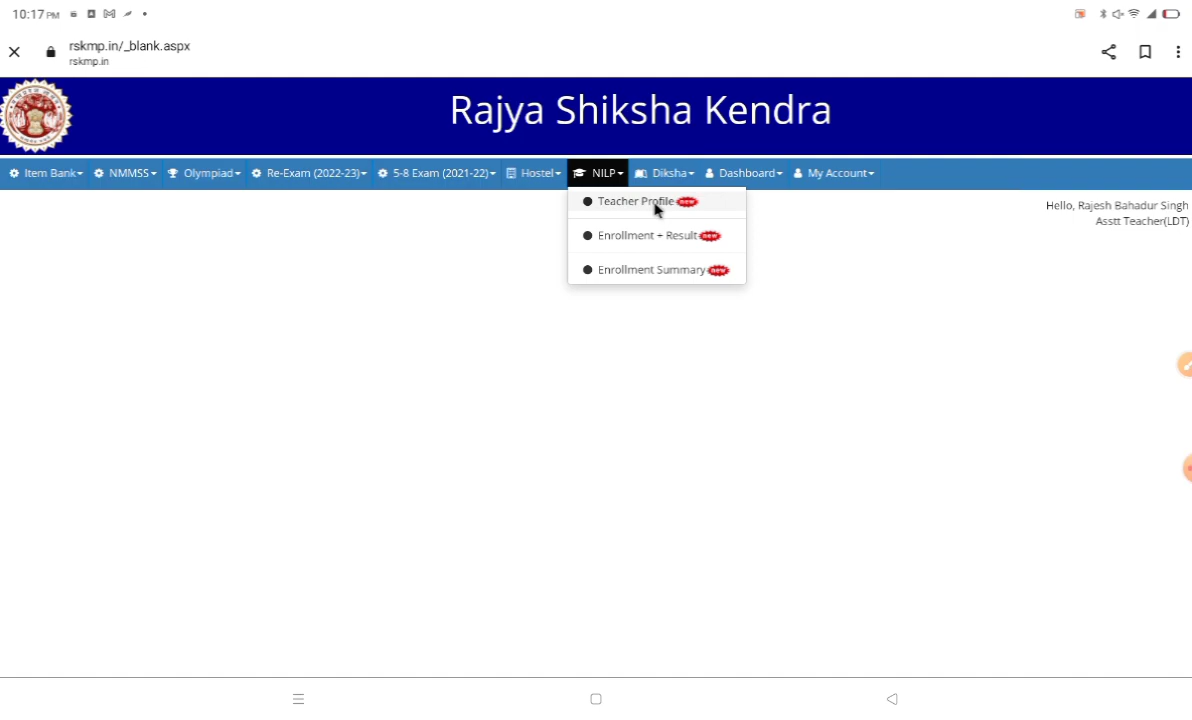 10:17 PM
rskmp.in/_blank.aspx
rskmp.in
Rajya Shiksha Kendra
Item Bank NMMSS Olympiad Re-Exam (2022-23) 5-8 Exam (2021-22) Hostel NILP Diksha Dashboard My Account
Teacher Profile new
Enrollment + Result new
Enrollment Summary new
Hello, Rajesh Bahadur Singh
Asstt Teacher(LDT)